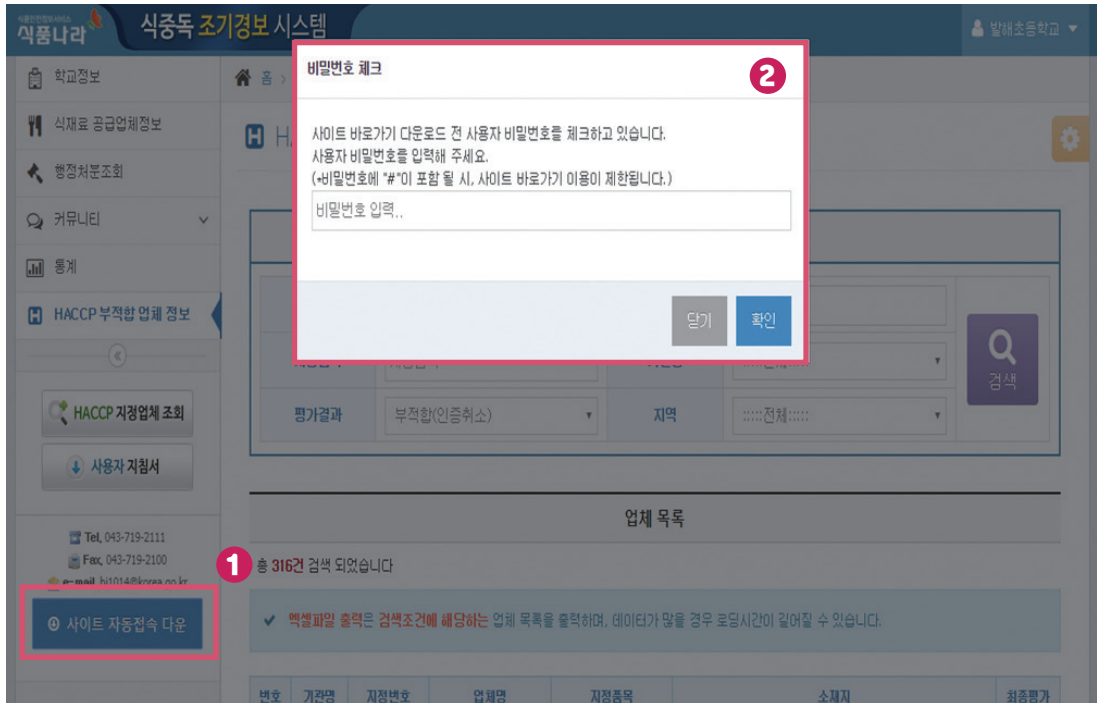 식품안전정보서비스
식품나라
식중독 조기경보 시스템
발해초등학교
학교정보
식재료 공급업체정보
행정처분조회
커뮤니티
통계
HACCP 부적합 업체 정보
HACCP 지정업체 조회
사용자 지침서
Tel. 043-719-2111
Fax. 043-719-2100
e-mail. hj1014@korea.go.kr
1
사이트 자동접속 다운
홈 >
H
비밀번호 체크
2
사이트 바로가기 다운로드 전 사용자 비밀번호를 체크하고 있습니다.
사용자 비밀번호를 입력해 주세요.
(*비밀번호에 "#"이 포함 될 시, 사이트 바로가기 이용이 제한됩니다.)
비밀번호 입력..
닫기
확인
:::::전체:::::
검색
평가결과
부적합(인증취소)
지역
:::::전체:::::
업체 목록
총 316건 검색 되었습니다
엑셀파일 출력은 검색조건에 해당하는 업체 목록을 출력하며, 데이터가 많을 경우 로딩시간이 길어질 수 있습니다.
번호 기관명 지정번호 업체명 지정품목 소재지 최종평가